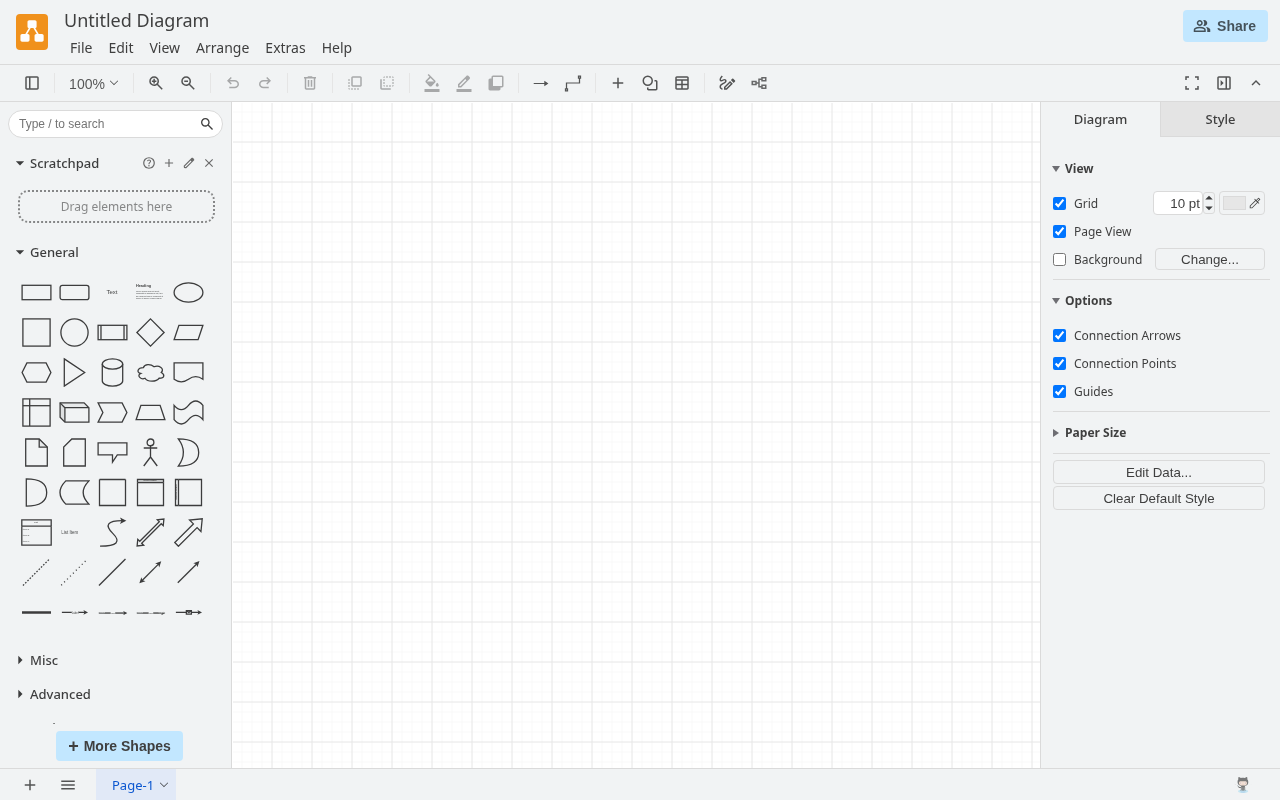 Untitled Diagram
File Edit View Arrange Extras Help
Share
100%
Type / to search
Scratchpad
Drag elements here
General
Text
Heading
List Item
Misc
Advanced
+ More Shapes
Page-1
Diagram Style
View
Grid 10 pt
Page View
Background Change...
Options
Connection Arrows
Connection Points
Guides
Paper Size
Edit Data...
Clear Default Style